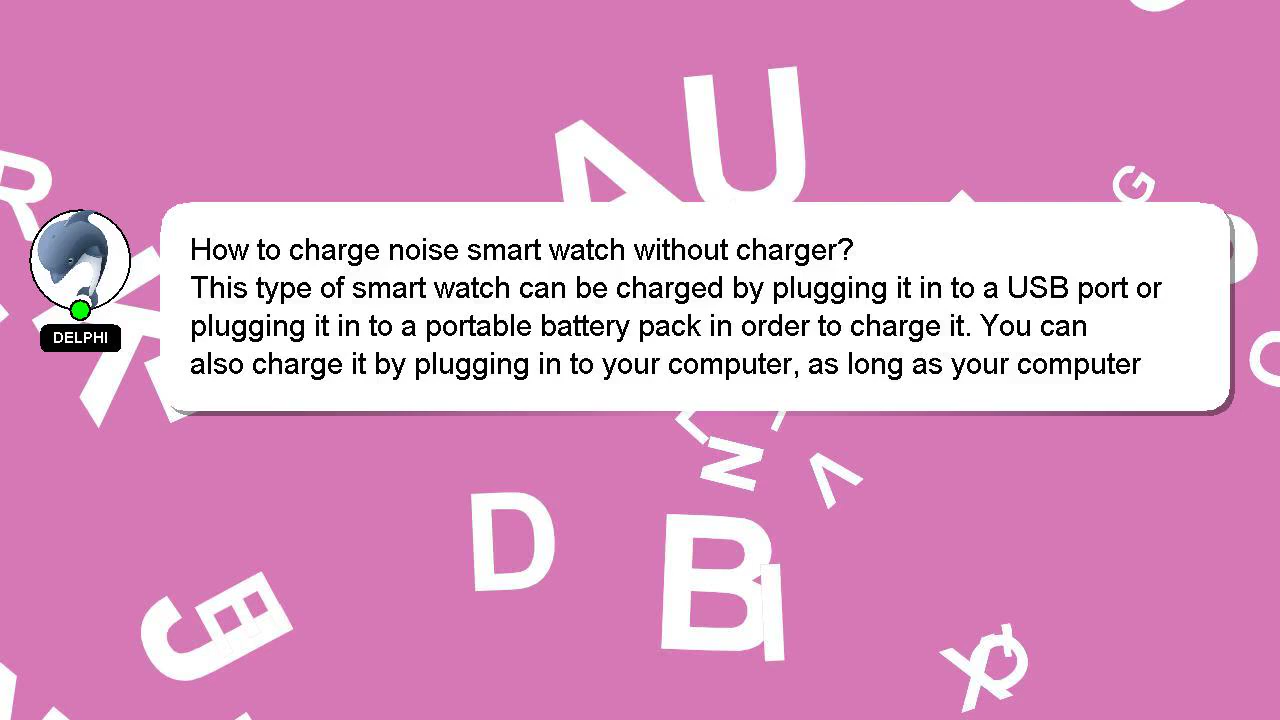 How to charge noise smart watch without charger?
This type of smart watch can be charged by plugging it in to a USB port or
plugging it in to a portable battery pack in order to charge it. You can
also charge it by plugging in to your computer, as long as your computer
DELPHI
A
U
R
G
N
V
D
B
I
E
X
Q